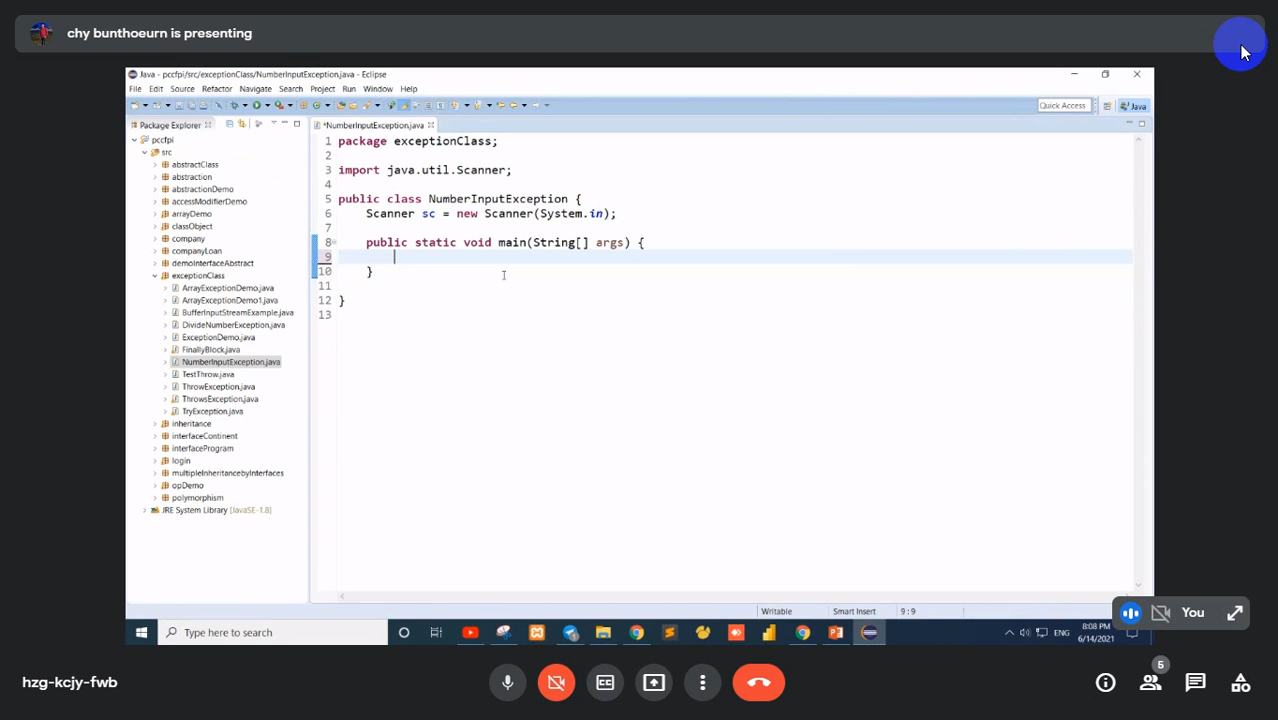 chy bunthoeurn is presenting
Java - pccfpi/src/exceptionClass/NumberInputException.java - Eclipse
File Edit Source Refactor Navigate Search Project Run Window Help
Quick Access
Java
Package Explorer
*NumberInputException.java
pccfpi
src
abstractClass
abstraction
abstractionDemo
accessModifierDemo
arrayDemo
classObject
company
companyLoan
demoInterfaceAbstract
exceptionClass
ArrayExceptionDemo.java
ArrayExceptionDemo1.java
BufferInputStreamExample.java
DivideNumberException.java
ExceptionDemo.java
FinallyBlock.java
NumberInputException.java
TestThrow.java
ThrowException.java
ThrowsException.java
TryException.java
inheritance
interfaceContinent
interfaceProgram
login
multipleInheritancebyInterfaces
opDemo
polymorphism
JRE System Library [JavaSE-1.8]
1 package exceptionClass;
2
3 import java.util.Scanner;
4
5 public class NumberInputException {
6 Scanner sc = new Scanner(System.in);
7
8 public static void main(String[] args) {
9
10 }
11
12 }
13
Writable Smart Insert 9 : 9
You
Type here to search
ENG
8:08 PM
6/14/2021
hzg-kcjy-fwb
CC
5